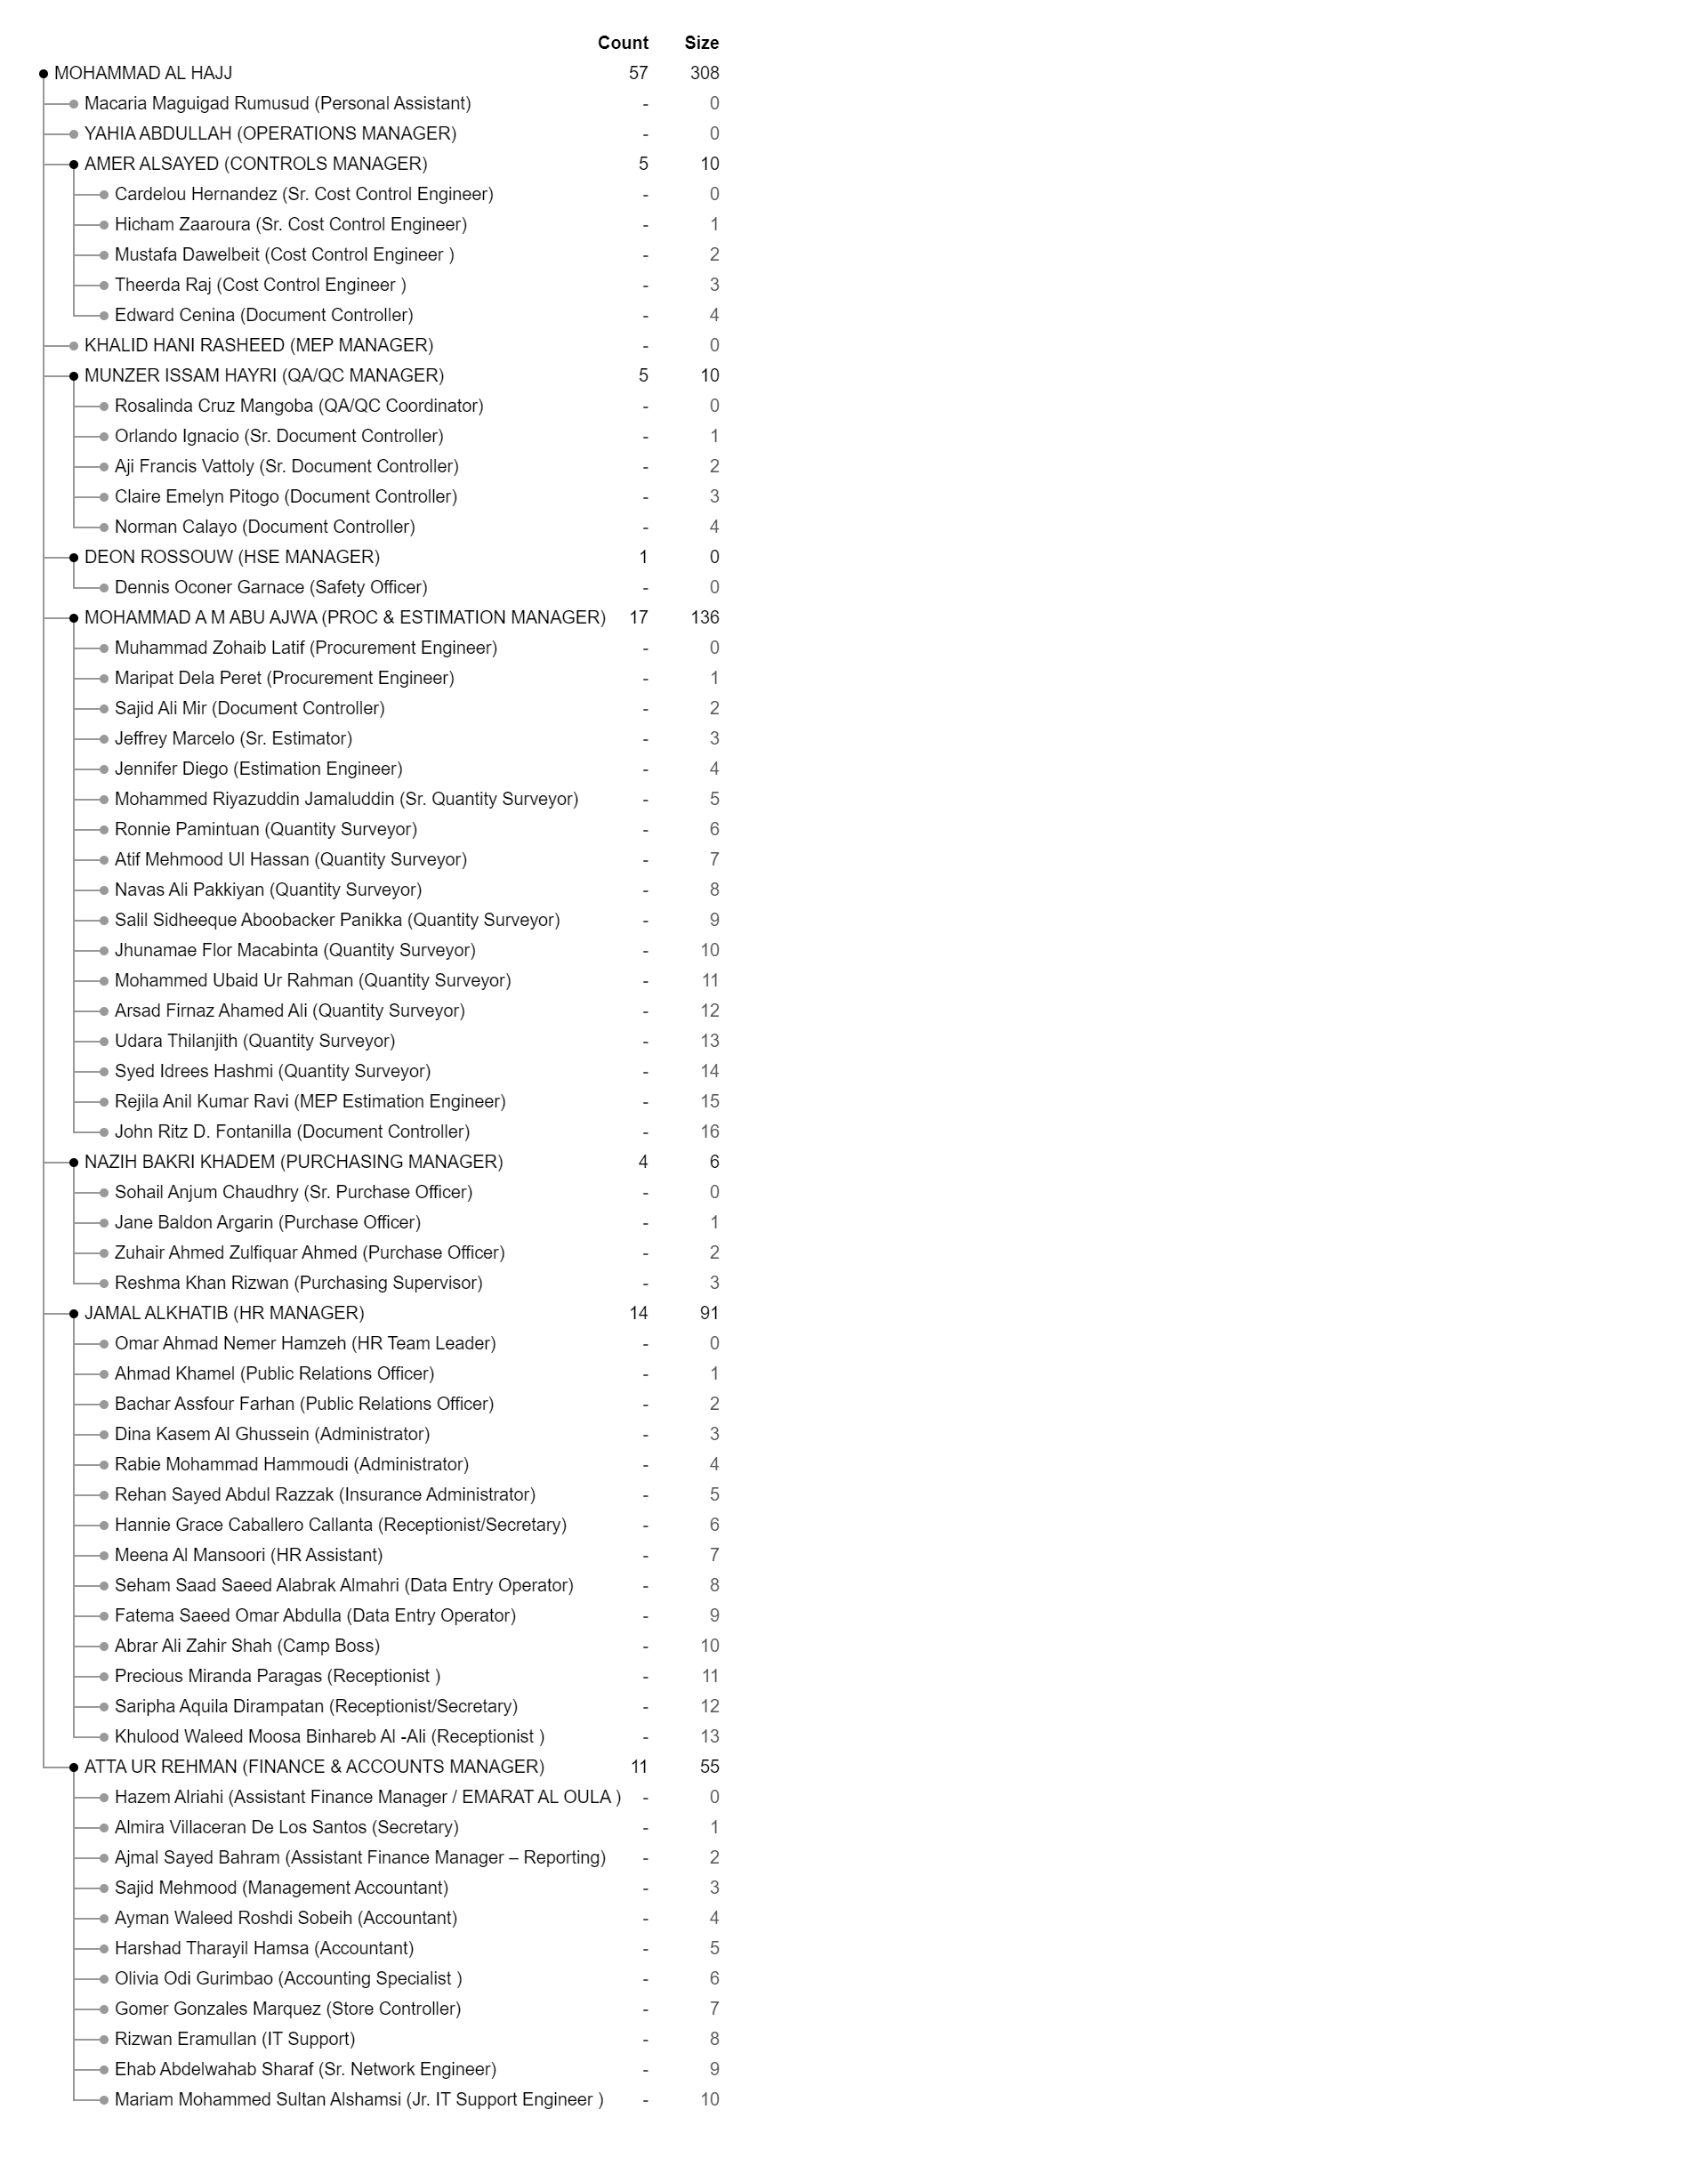 Count Size
MOHAMMAD AL HAJJ 57 308
Macaria Maguigad Rumusud (Personal Assistant) - 0
YAHIA ABDULLAH (OPERATIONS MANAGER) - 0
AMER ALSAYED (CONTROLS MANAGER) 5 10
Cardelou Hernandez (Sr. Cost Control Engineer) - 0
Hicham Zaaroura (Sr. Cost Control Engineer) - 1
Mustafa Dawelbeit (Cost Control Engineer ) - 2
Theerda Raj (Cost Control Engineer ) - 3
Edward Cenina (Document Controller) - 4
KHALID HANI RASHEED (MEP MANAGER) - 0
MUNZER ISSAM HAYRI (QA/QC MANAGER) 5 10
Rosalinda Cruz Mangoba (QA/QC Coordinator) - 0
Orlando Ignacio (Sr. Document Controller) - 1
Aji Francis Vattoly (Sr. Document Controller) - 2
Claire Emelyn Pitogo (Document Controller) - 3
Norman Calayo (Document Controller) - 4
DEON ROSSOUW (HSE MANAGER) 1 0
Dennis Oconer Garnace (Safety Officer) - 0
MOHAMMAD A M ABU AJWA (PROC & ESTIMATION MANAGER) 17 136
Muhammad Zohaib Latif (Procurement Engineer) - 0
Maripat Dela Peret (Procurement Engineer) - 1
Sajid Ali Mir (Document Controller) - 2
Jeffrey Marcelo (Sr. Estimator) - 3
Jennifer Diego (Estimation Engineer) - 4
Mohammed Riyazuddin Jamaluddin (Sr. Quantity Surveyor) - 5
Ronnie Pamintuan (Quantity Surveyor) - 6
Atif Mehmood Ul Hassan (Quantity Surveyor) - 7
Navas Ali Pakkiyan (Quantity Surveyor) - 8
Salil Sidheeque Aboobacker Panikka (Quantity Surveyor) - 9
Jhunamae Flor Macabinta (Quantity Surveyor) - 10
Mohammed Ubaid Ur Rahman (Quantity Surveyor) - 11
Arsad Firnaz Ahamed Ali (Quantity Surveyor) - 12
Udara Thilanjith (Quantity Surveyor) - 13
Syed Idrees Hashmi (Quantity Surveyor) - 14
Rejila Anil Kumar Ravi (MEP Estimation Engineer) - 15
John Ritz D. Fontanilla (Document Controller) - 16
NAZIH BAKRI KHADEM (PURCHASING MANAGER) 4 6
Sohail Anjum Chaudhry (Sr. Purchase Officer) - 0
Jane Baldon Argarin (Purchase Officer) - 1
Zuhair Ahmed Zulfiquar Ahmed (Purchase Officer) - 2
Reshma Khan Rizwan (Purchasing Supervisor) - 3
JAMAL ALKHATIB (HR MANAGER) 14 91
Omar Ahmad Nemer Hamzeh (HR Team Leader) - 0
Ahmad Khamel (Public Relations Officer) - 1
Bachar Assfour Farhan (Public Relations Officer) - 2
Dina Kasem Al Ghussein (Administrator) - 3
Rabie Mohammad Hammoudi (Administrator) - 4
Rehan Sayed Abdul Razzak (Insurance Administrator) - 5
Hannie Grace Caballero Callanta (Receptionist/Secretary) - 6
Meena Al Mansoori (HR Assistant) - 7
Seham Saad Saeed Alabrak Almahri (Data Entry Operator) - 8
Fatema Saeed Omar Abdulla (Data Entry Operator) - 9
Abrar Ali Zahir Shah (Camp Boss) - 10
Precious Miranda Paragas (Receptionist ) - 11
Saripha Aquila Dirampatan (Receptionist/Secretary) - 12
Khulood Waleed Moosa Binhareb Al -Ali (Receptionist ) - 13
ATTA UR REHMAN (FINANCE & ACCOUNTS MANAGER) 11 55
Hazem Alriahi (Assistant Finance Manager / EMARAT AL OULA ) - 0
Almira Villaceran De Los Santos (Secretary) - 1
Ajmal Sayed Bahram (Assistant Finance Manager – Reporting) - 2
Sajid Mehmood (Management Accountant) - 3
Ayman Waleed Roshdi Sobeih (Accountant) - 4
Harshad Tharayil Hamsa (Accountant) - 5
Olivia Odi Gurimbao (Accounting Specialist ) - 6
Gomer Gonzales Marquez (Store Controller) - 7
Rizwan Eramullan (IT Support) - 8
Ehab Abdelwahab Sharaf (Sr. Network Engineer) - 9
Mariam Mohammed Sultan Alshamsi (Jr. IT Support Engineer ) - 10